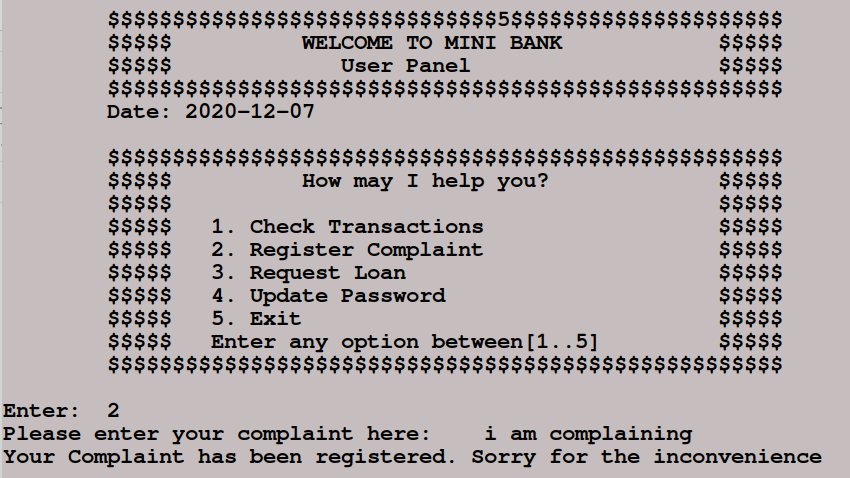 $$$$$$$$$$$$$$$$$$$$$$$$$$$$$$5$$$$$$$$$$$$$$$$$$$$$
$$$$$          WELCOME TO MINI BANK            $$$$$
$$$$$             User Panel                   $$$$$
$$$$$$$$$$$$$$$$$$$$$$$$$$$$$$$$$$$$$$$$$$$$$$$$$$$$
Date: 2020-12-07
$$$$$$$$$$$$$$$$$$$$$$$$$$$$$$$$$$$$$$$$$$$$$$$$$$$$
$$$$$          How may I help you?             $$$$$
$$$$$                                          $$$$$
$$$$$   1. Check Transactions                  $$$$$
$$$$$   2. Register Complaint                  $$$$$
$$$$$   3. Request Loan                        $$$$$
$$$$$   4. Update Password                     $$$$$
$$$$$   5. Exit                                $$$$$
$$$$$   Enter any option between[1..5]         $$$$$
$$$$$$$$$$$$$$$$$$$$$$$$$$$$$$$$$$$$$$$$$$$$$$$$$$$$
Enter:  2
Please enter your complaint here:    i am complaining
Your Complaint has been registered. Sorry for the inconvenience